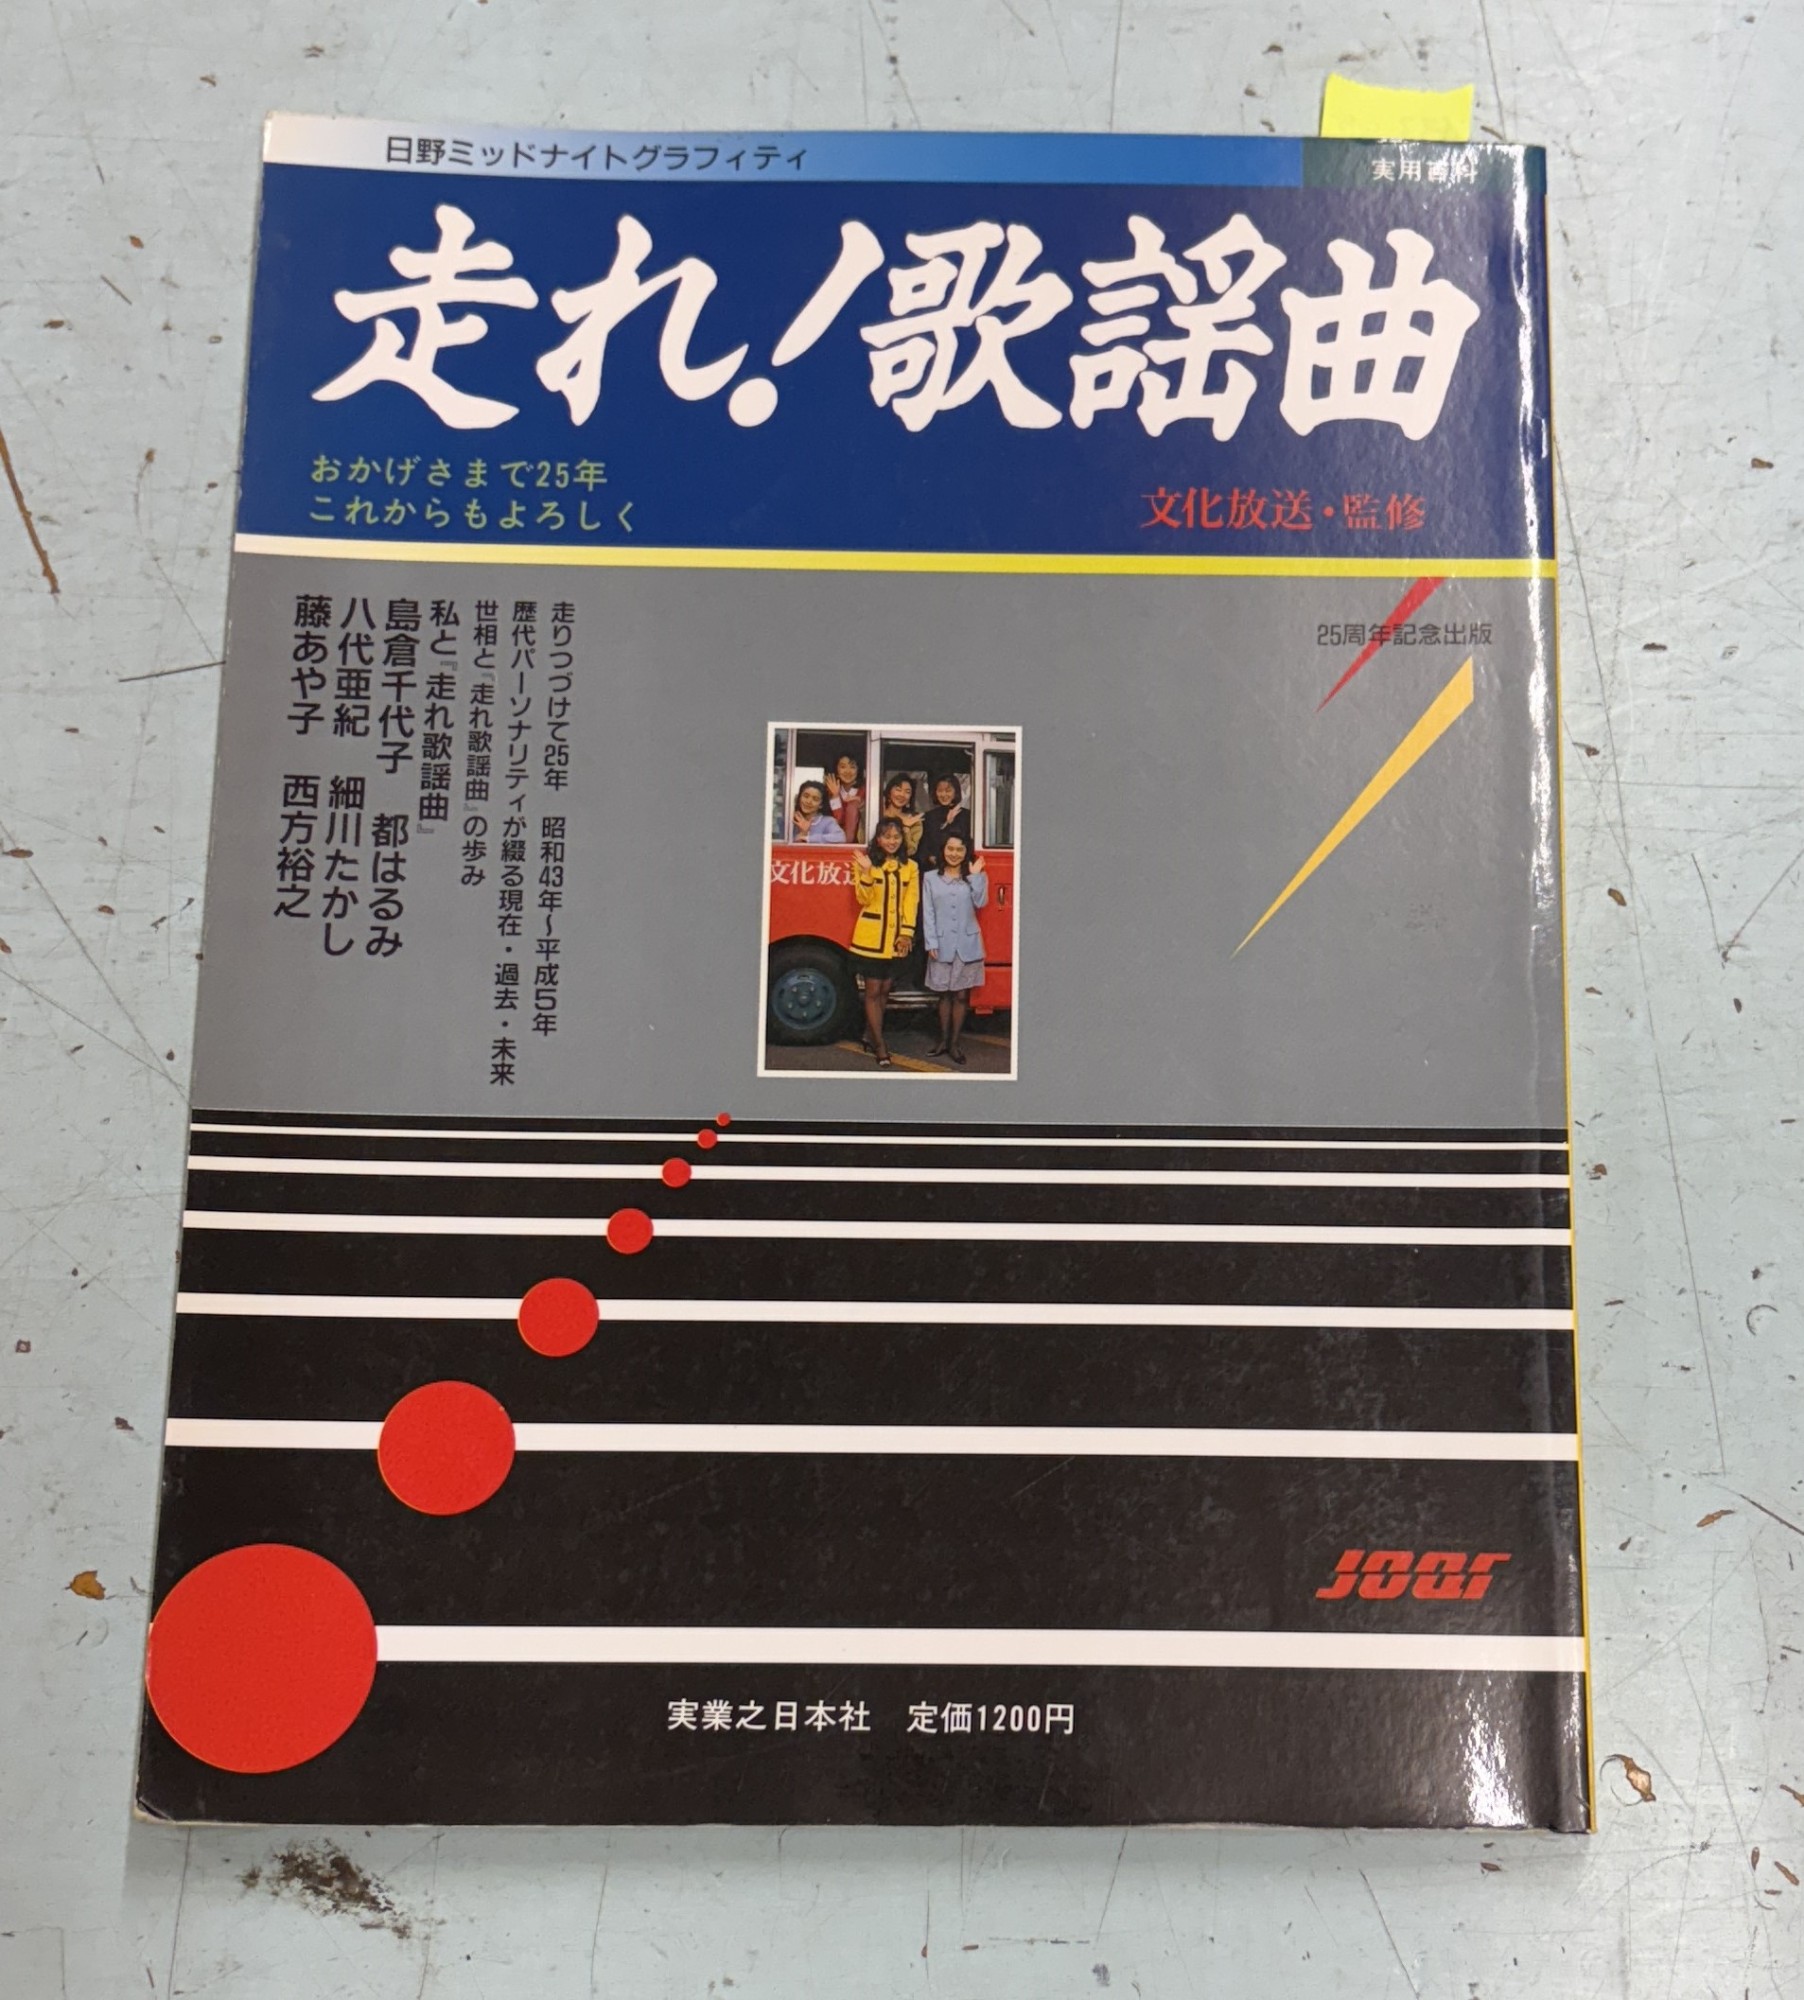 日野ミッドナイトグラフィティ
実用百科
走れ!歌謡曲
おかげさまで25年
これからもよろしく
文化放送・監修
25周年記念出版
走りつづけて25年 昭和43年〜平成5年
歴代パーソナリティが綴る現在・過去・未来
世相と『走れ歌謡曲』の歩み
私と『走れ歌謡曲』
島倉千代子 都はるみ
八代亜紀 細川たかし
藤あや子 西方裕之
文化放送
JOQR
実業之日本社 定価1200円